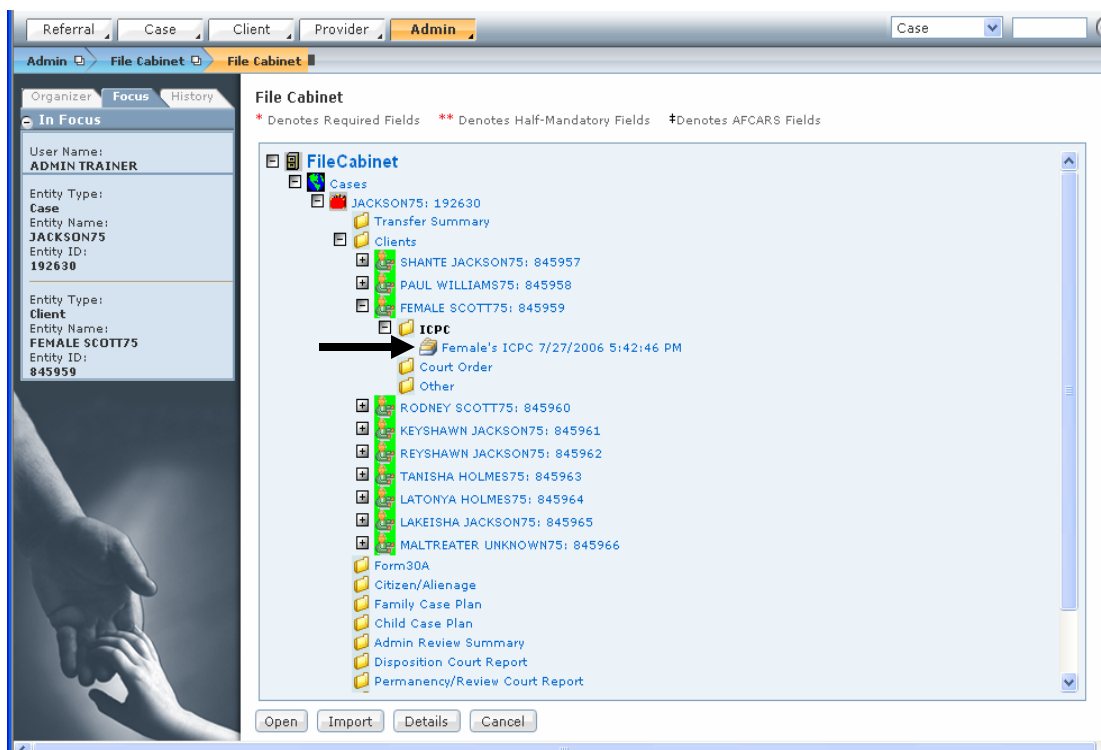 Referral Case Client Provider Admin Case
Admin File Cabinet File Cabinet
Organizer Focus History
In Focus
User Name:
ADMIN TRAINER
Entity Type:
Case
Entity Name:
JACKSON75
Entity ID:
192630
Entity Type:
Client
Entity Name:
FEMALE SCOTT75
Entity ID:
845959
File Cabinet
* Denotes Required Fields ** Denotes Half-Mandatory Fields ‡Denotes AFCARS Fields
FileCabinet
Cases
JACKSON75: 192630
Transfer Summary
Clients
SHANTE JACKSON75: 845957
PAUL WILLIAMS75: 845958
FEMALE SCOTT75: 845959
ICPC
Female's ICPC 7/27/2006 5:42:46 PM
Court Order
Other
RODNEY SCOTT75: 845960
KEYSHAWN JACKSON75: 845961
REYSHAWN JACKSON75: 845962
TANISHA HOLMES75: 845963
LATONYA HOLMES75: 845964
LAKEISHA JACKSON75: 845965
MALTREATER UNKNOWN75: 845966
Form30A
Citizen/Alienage
Family Case Plan
Child Case Plan
Admin Review Summary
Disposition Court Report
Permanency/Review Court Report
Open Import Details Cancel